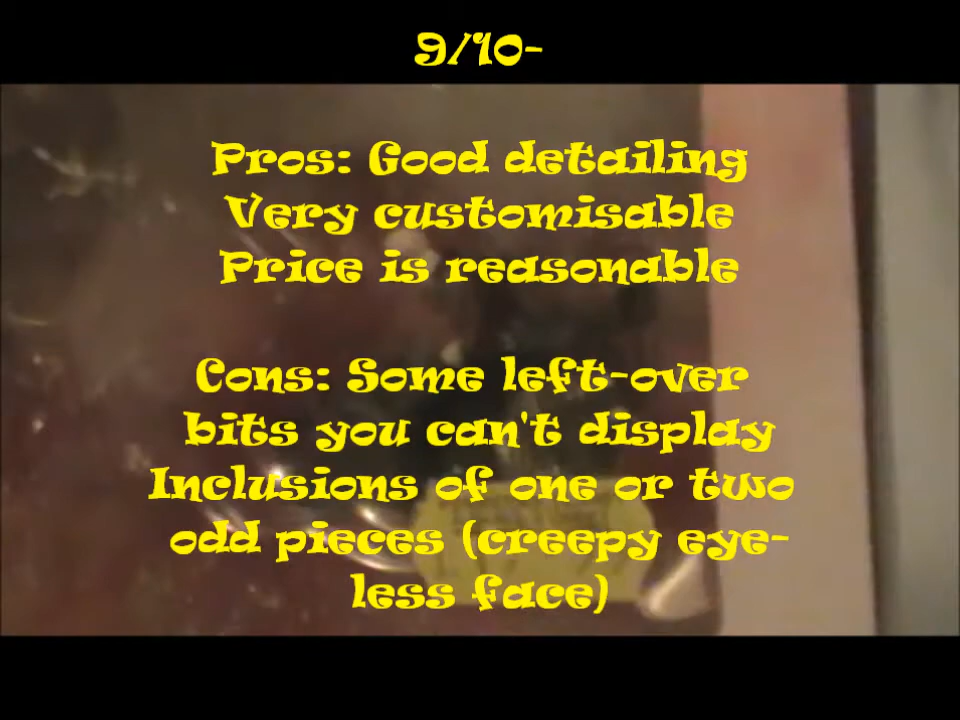 9/10-
Pros: Good detailing
Very customisable
Price is reasonable
Cons: Some left-over
bits you can't display
Inclusions of one or two
odd pieces (creepy eye-
less face)